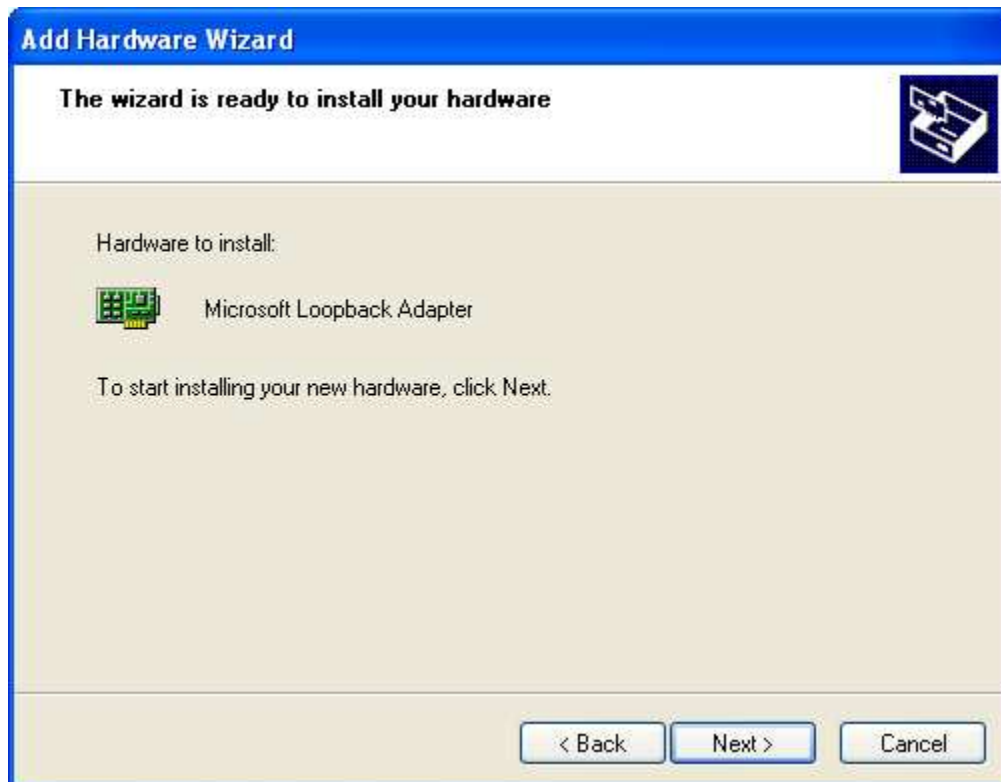 Add Hardware Wizard
The wizard is ready to install your hardware
Hardware to install:
Microsoft Loopback Adapter
To start installing your new hardware, click Next.
< Back
Next >
Cancel